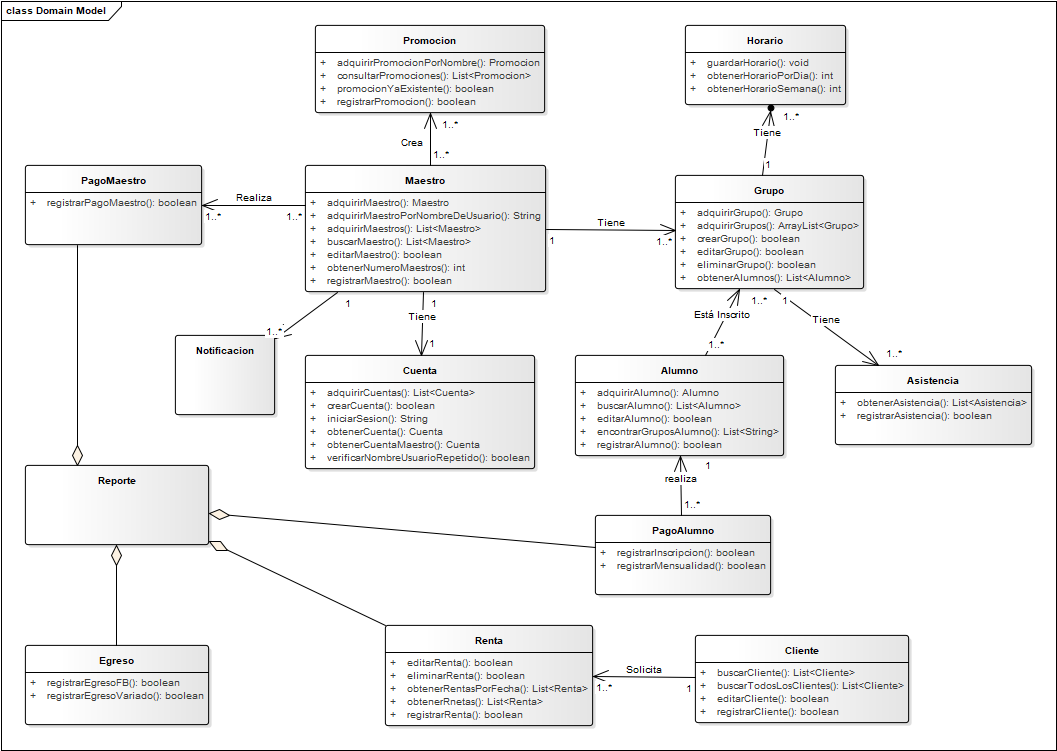 class Domain Model
Promocion
+ adquirirPromocionPorNombre(): Promocion
+ consultarPromociones(): List<Promocion>
+ promocionYaExistente(): boolean
+ registrarPromocion(): boolean
Horario
+ guardarHorario(): void
+ obtenerHorarioPorDia(): int
+ obtenerHorarioSemana(): int
1..*
Crea
1..*
1..*
Tiene
1
PagoMaestro
+ registrarPagoMaestro(): boolean
Realiza
1..*
1..*
Maestro
+ adquirirMaestro(): Maestro
+ adquirirMaestroPorNombreDeUsuario(): String
+ adquirirMaestros(): List<Maestro>
+ buscarMaestro(): List<Maestro>
+ editarMaestro(): boolean
+ obtenerNumeroMaestros(): int
+ registrarMaestro(): boolean
Tiene
1
1..*
Grupo
+ adquirirGrupo(): Grupo
+ adquirirGrupos(): ArrayList<Grupo>
+ crearGrupo(): boolean
+ editarGrupo(): boolean
+ eliminarGrupo(): boolean
+ obtenerAlumnos(): List<Alumno>
1
1..*
1
Tiene
1
1..*
Está Inscrito
1..*
1
Tiene
1..*
Notificacion
Cuenta
+ adquirirCuentas(): List<Cuenta>
+ crearCuenta(): boolean
+ iniciarSesion(): String
+ obtenerCuenta(): Cuenta
+ obtenerCuentaMaestro(): Cuenta
+ verificarNombreUsuarioRepetido(): boolean
Alumno
+ adquirirAlumno(): Alumno
+ buscarAlumno(): List<Alumno>
+ editarAlumno(): boolean
+ encontrarGruposAlumno(): List<String>
+ registrarAlumno(): boolean
Asistencia
+ obtenerAsistencia(): List<Asistencia>
+ registrarAsistencia(): boolean
1
realiza
1..*
Reporte
PagoAlumno
+ registrarInscripcion(): boolean
+ registrarMensualidad(): boolean
Egreso
+ registrarEgresoFB(): boolean
+ registrarEgresoVariado(): boolean
Renta
+ editarRenta(): boolean
+ eliminarRenta(): boolean
+ obtenerRentasPorFecha(): List<Renta>
+ obtenerRnetas(): List<Renta>
+ registrarRenta(): boolean
Solicita
1..*
1
Cliente
+ buscarCliente(): List<Cliente>
+ buscarTodosLosClientes(): List<Cliente>
+ editarCliente(): boolean
+ registrarCliente(): boolean